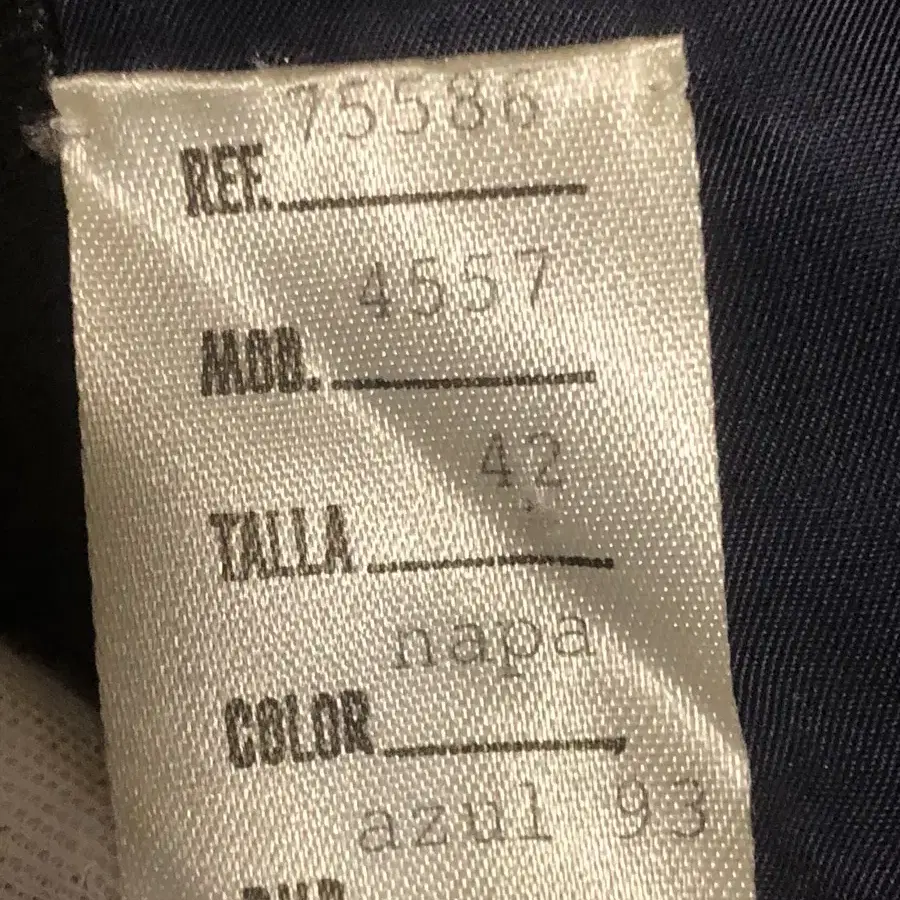 75586
REF.
4557
MOD.
42
TALLA
napa
COLOR
azul 93